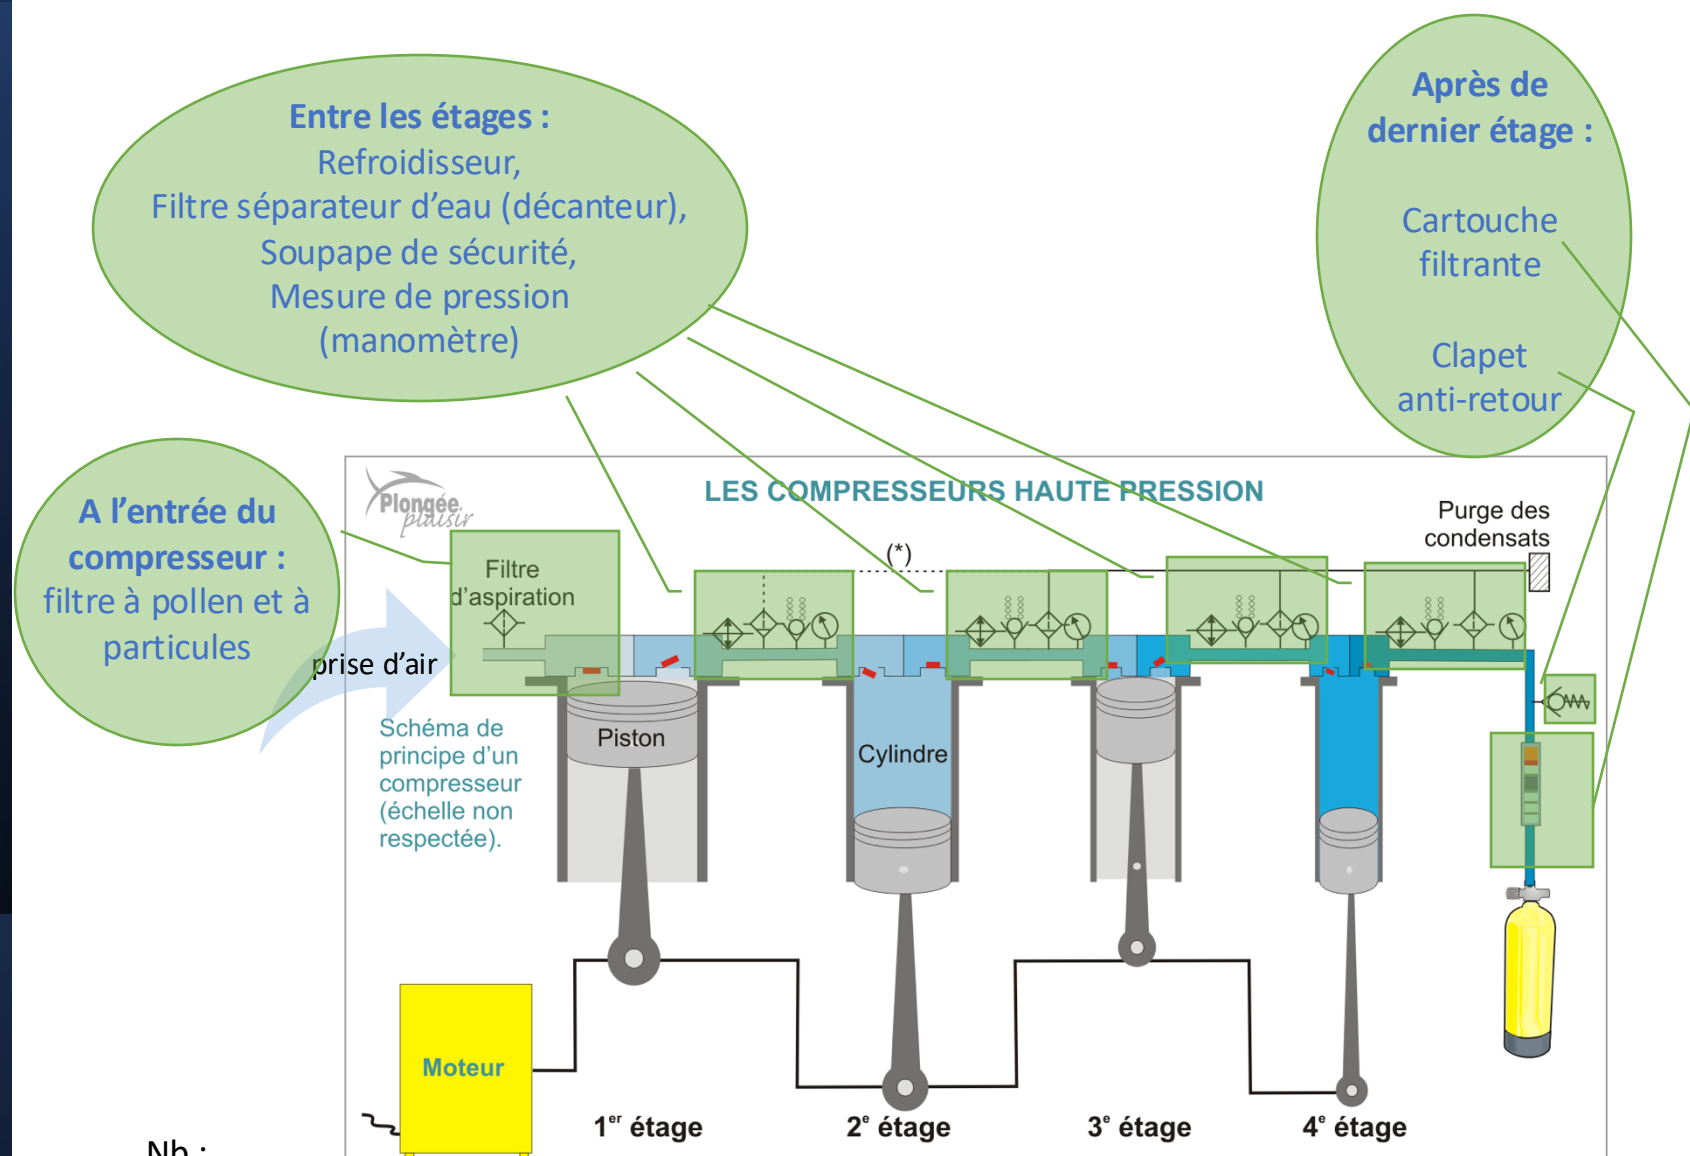 Entre les étages :
Refroidisseur,
Filtre séparateur d'eau (décanteur),
Soupape de sécurité,
Mesure de pression
(manomètre)
Après de
dernier étage :
Cartouche
filtrante
Clapet
anti-retour
A l'entrée du
compresseur :
filtre à pollen et à
particules
prise d'air
Plongée
plaisir
LES COMPRESSEURS HAUTE PRESSION
Purge des
condensats
(*)
Filtre
d'aspiration
Schéma de
principe d'un
compresseur
(échelle non
respectée).
Piston
Cylindre
Moteur
1er étage
2e étage
3e étage
4e étage
Nb :